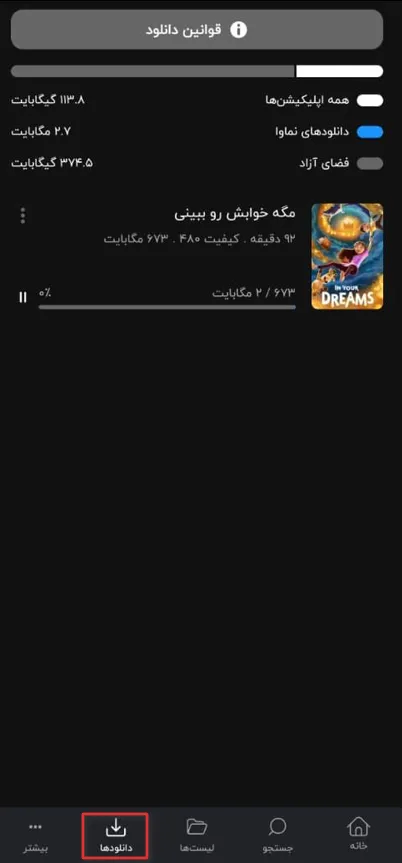 قوانین دانلود
همه اپلیکیشن‌ها ۱۱۳.۸ گیگابایت
دانلودهای نماوا ۲.۷ مگابایت
فضای آزاد ۳۷۴.۵ گیگابایت
مگه خوابش رو ببینی
۹۲ دقیقه . کیفیت ۴۸۰ . ۶۷۳ مگابایت
۶۷۳ / ۲ مگابایت ۰٪
IN YOUR
DREAMS
خانه جستجو لیست‌ها دانلودها بیشتر